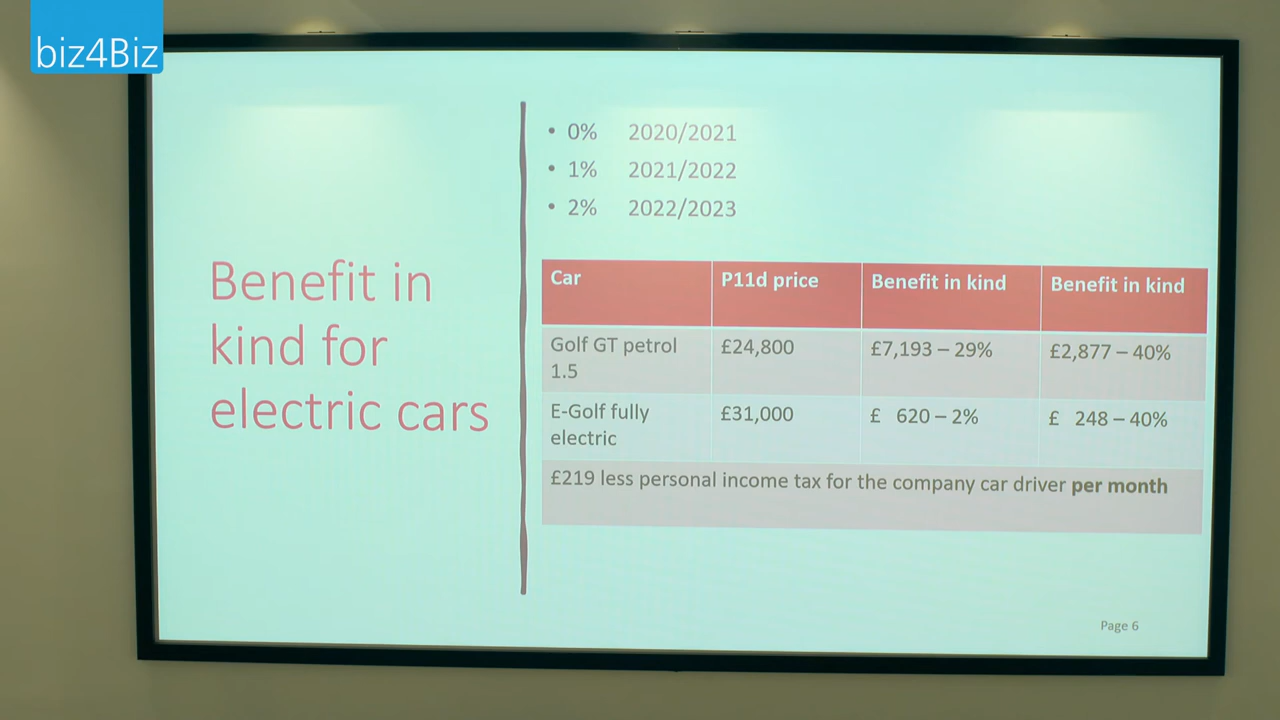 biz4Biz
Benefit in
kind for
electric cars
• 0% 2020/2021
• 1% 2021/2022
• 2% 2022/2023
Car P11d price Benefit in kind Benefit in kind
Golf GT petrol
1.5 £24,800 £7,193 – 29% £2,877 – 40%
E-Golf fully
electric £31,000 £ 620 – 2% £ 248 – 40%
£219 less personal income tax for the company car driver per month
Page 6